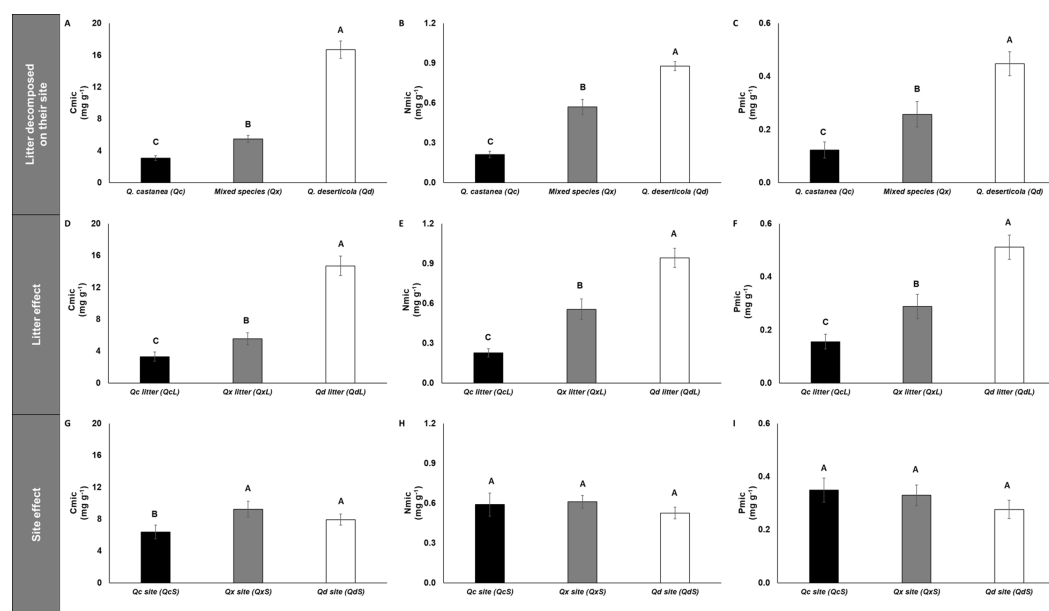 Litter decomposed
on their site
A
20
16
12
8
4
0
Cmic
(mg g⁻¹)
C
B
A
Q. castanea (Qc)
Mixed species (Qx)
Q. deserticola (Qd)
B
1.2
0.9
0.6
0.3
0.0
Nmic
(mg g⁻¹)
C
B
A
Q. castanea (Qc)
Mixed species (Qx)
Q. deserticola (Qd)
C
0.6
0.4
0.2
0.0
Pmic
(mg g⁻¹)
C
B
A
Q. castanea (Qc)
Mixed species (Qx)
Q. deserticola (Qd)
Litter effect
D
20
16
12
8
4
0
Cmic
(mg g⁻¹)
C
B
A
Qc litter (QcL)
Qx litter (QxL)
Qd litter (QdL)
E
1.2
0.9
0.6
0.3
0.0
Nmic
(mg g⁻¹)
C
B
A
Qc litter (QcL)
Qx litter (QxL)
Qd litter (QdL)
F
0.6
0.4
0.2
0.0
Pmic
(mg g⁻¹)
C
B
A
Qc litter (QcL)
Qx litter (QxL)
Qd litter (QdL)
Site effect
G
20
16
12
8
4
0
Cmic
(mg g⁻¹)
B
A
A
Qc site (QcS)
Qx site (QxS)
Qd site (QdS)
H
1.2
0.9
0.6
0.3
0.0
Nmic
(mg g⁻¹)
A
A
A
Qc site (QcS)
Qx site (QxS)
Qd site (QdS)
I
0.6
0.4
0.2
0.0
Pmic
(mg g⁻¹)
A
A
A
Qc site (QcS)
Qx site (QxS)
Qd site (QdS)